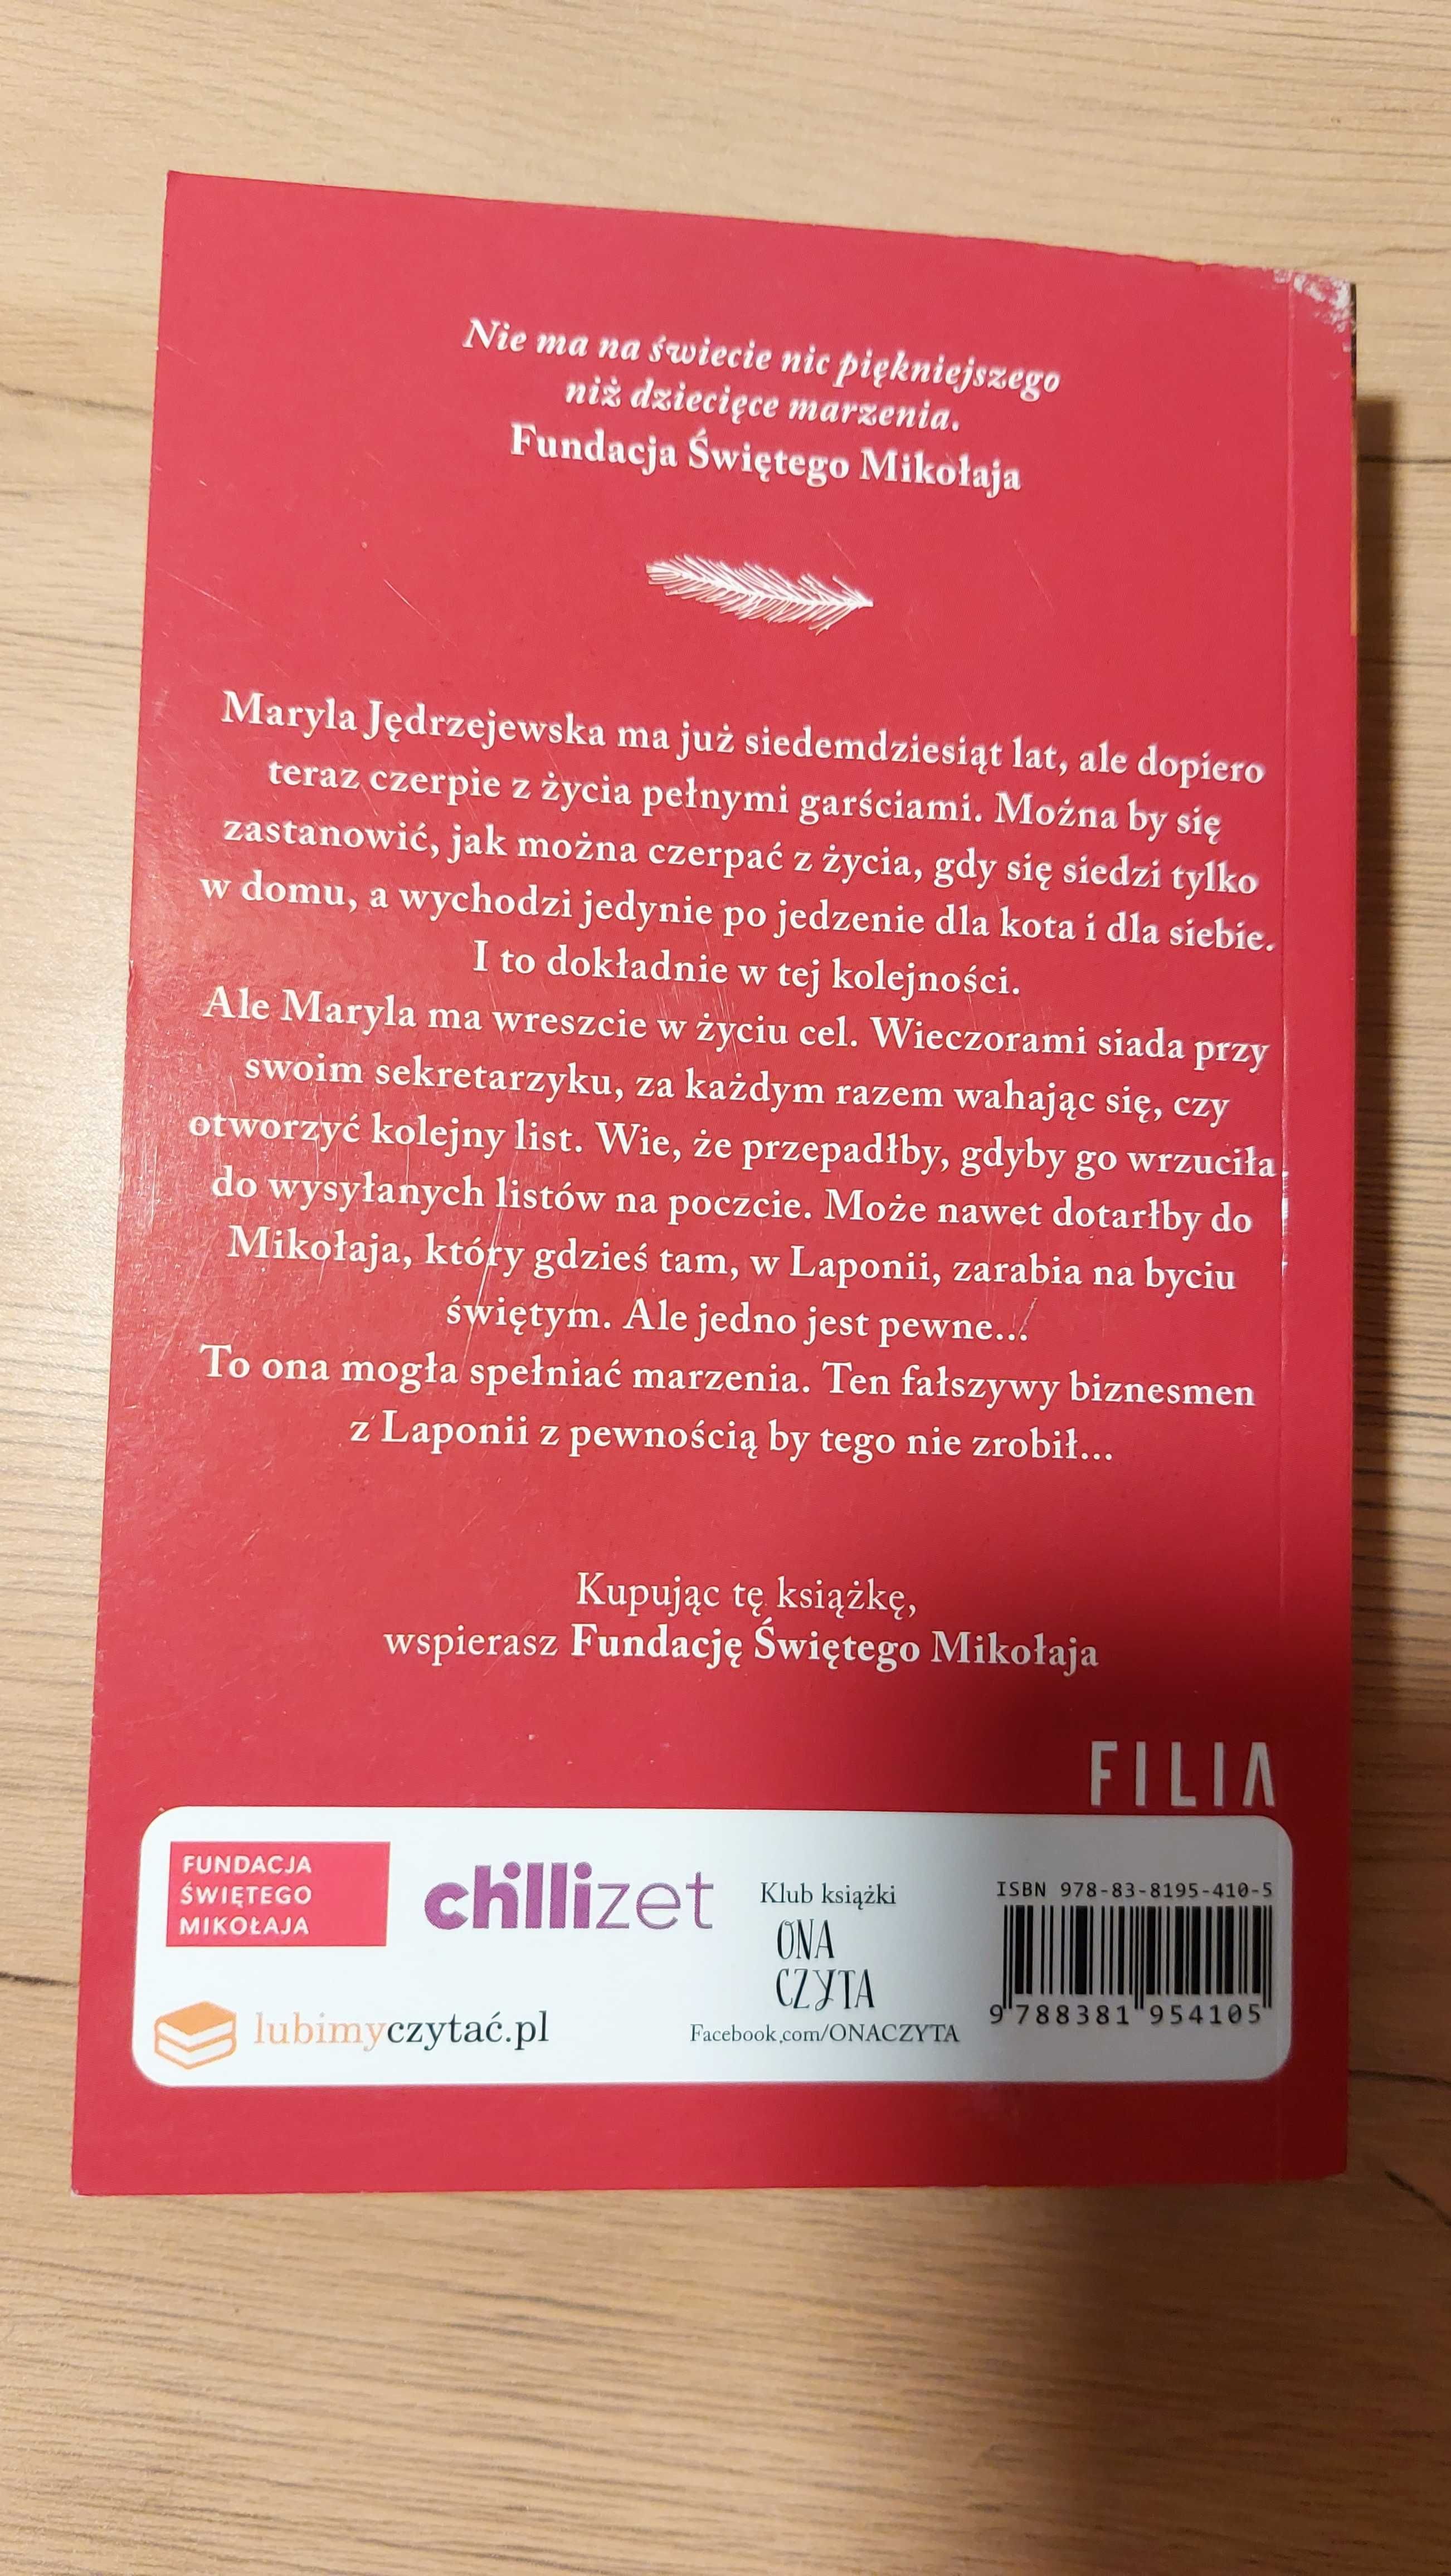 Nie ma na świecie nic piękniejszego
niż dziecięce marzenia.
Fundacja Świętego Mikołaja
Maryla Jędrzejewska ma już siedemdziesiąt lat, ale dopiero
teraz czerpie z życia pełnymi garściami. Można by się
zastanowić, jak można czerpać z życia, gdy się siedzi tylko
w domu, a wychodzi jedynie po jedzenie dla kota i dla siebie.
I to dokładnie w tej kolejności.
Ale Maryla ma wreszcie w życiu cel. Wieczorami siada przy
swoim sekretarzyku, za każdym razem wahając się, czy
otworzyć kolejny list. Wie, że przepadłby, gdyby go wrzuciła
do wysyłanych listów na poczcie. Może nawet dotarłby do
Mikołaja, który gdzieś tam, w Laponii, zarabia na byciu
świętym. Ale jedno jest pewne...
To ona mogła spełniać marzenia. Ten fałszywy biznesmen
z Laponii z pewnością by tego nie zrobił...
Kupując tę książkę,
wspierasz Fundację Świętego Mikołaja
FILIA
FUNDACJA
ŚWIĘTEGO
MIKOŁAJA
chillizet
Klub książki
ONA
CZYTA
Facebook.com/ONACZYTA
lubimyczytać.pl
ISBN 978-83-8195-410-5
9 788381 954105